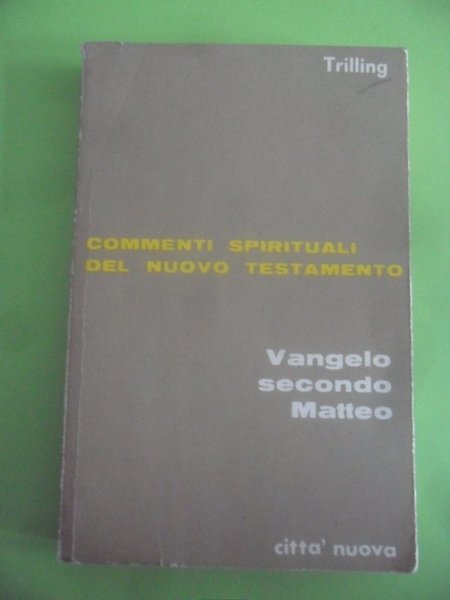 Trilling
COMMENTI SPIRITUALI
DEL NUOVO TESTAMENTO
Vangelo
secondo
Matteo
citta' nuova